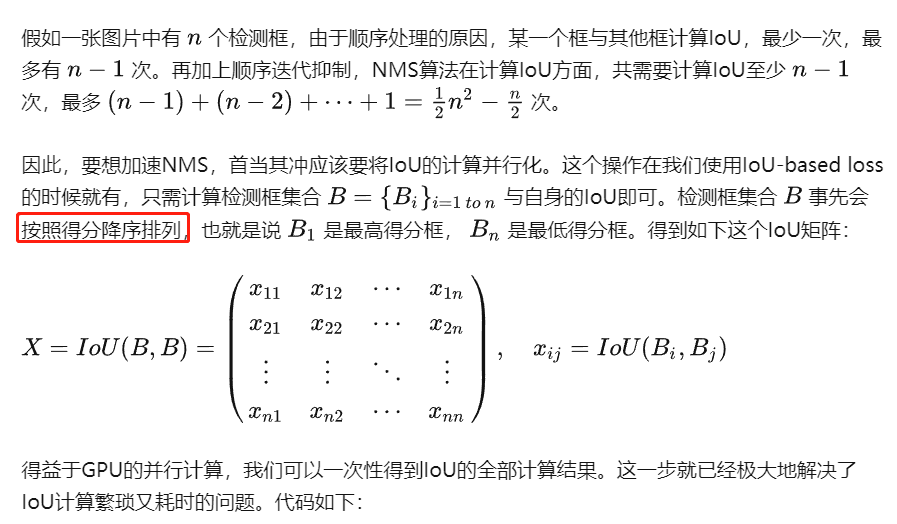 假如一张图片中有 n 个检测框，由于顺序处理的原因，某一个框与其他框计算IoU，最少一次，最
多有 n − 1 次。再加上顺序迭代抑制，NMS算法在计算IoU方面，共需要计算IoU至少 n − 1
次，最多 (n − 1) + (n − 2) + ··· + 1 = \frac{1}{2}n^2 − \frac{n}{2} 次。
因此，要想加速NMS，首当其冲应该要将IoU的计算并行化。这个操作在我们使用IoU-based loss
的时候就有，只需计算检测框集合 B = {B_i}_{i=1 to n} 与自身的IoU即可。检测框集合 B 事先会
按照得分降序排列，也就是说 B_1 是最高得分框， B_n 是最低得分框。得到如下这个IoU矩阵：
X = IoU(B, B) = \begin{pmatrix} x_{11} & x_{12} & \cdots & x_{1n} \\ x_{21} & x_{22} & \cdots & x_{2n} \\ \vdots & \vdots & \ddots & \vdots \\ x_{n1} & x_{n2} & \cdots & x_{nn} \end{pmatrix} , x_{ij} = IoU(B_i, B_j)
得益于GPU的并行计算，我们可以一次性得到IoU的全部计算结果。这一步就已经极大地解决了
IoU计算繁琐又耗时的问题。代码如下：